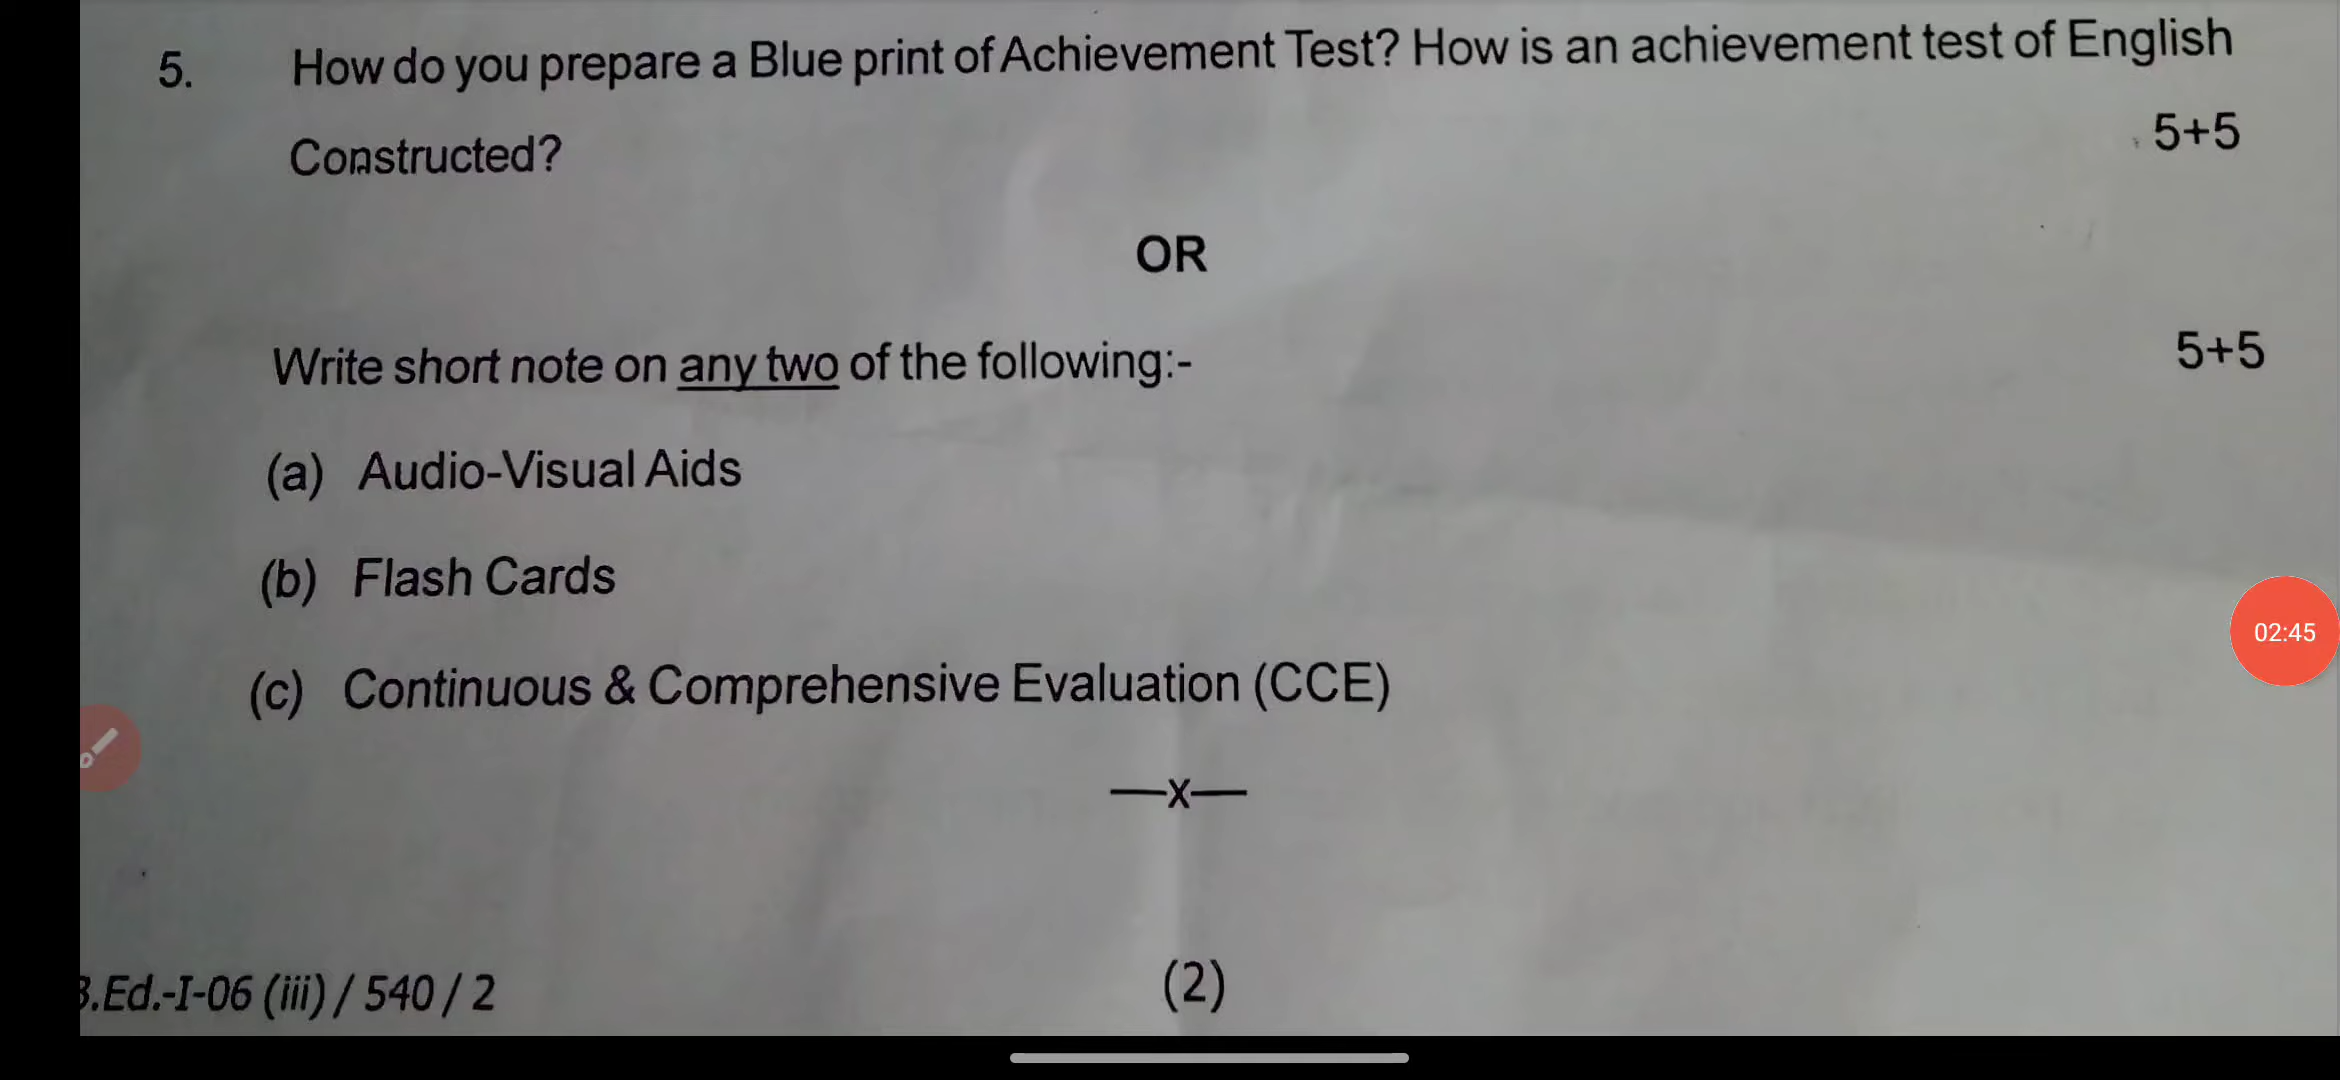 5. How do you prepare a Blue print of Achievement Test? How is an achievement test of English
Constructed? 5+5
OR
Write short note on any two of the following:- 5+5
(a) Audio-Visual Aids
(b) Flash Cards
(c) Continuous & Comprehensive Evaluation (CCE)
—x—
02:45
B.Ed.-I-06 (iii) / 540 / 2 (2)